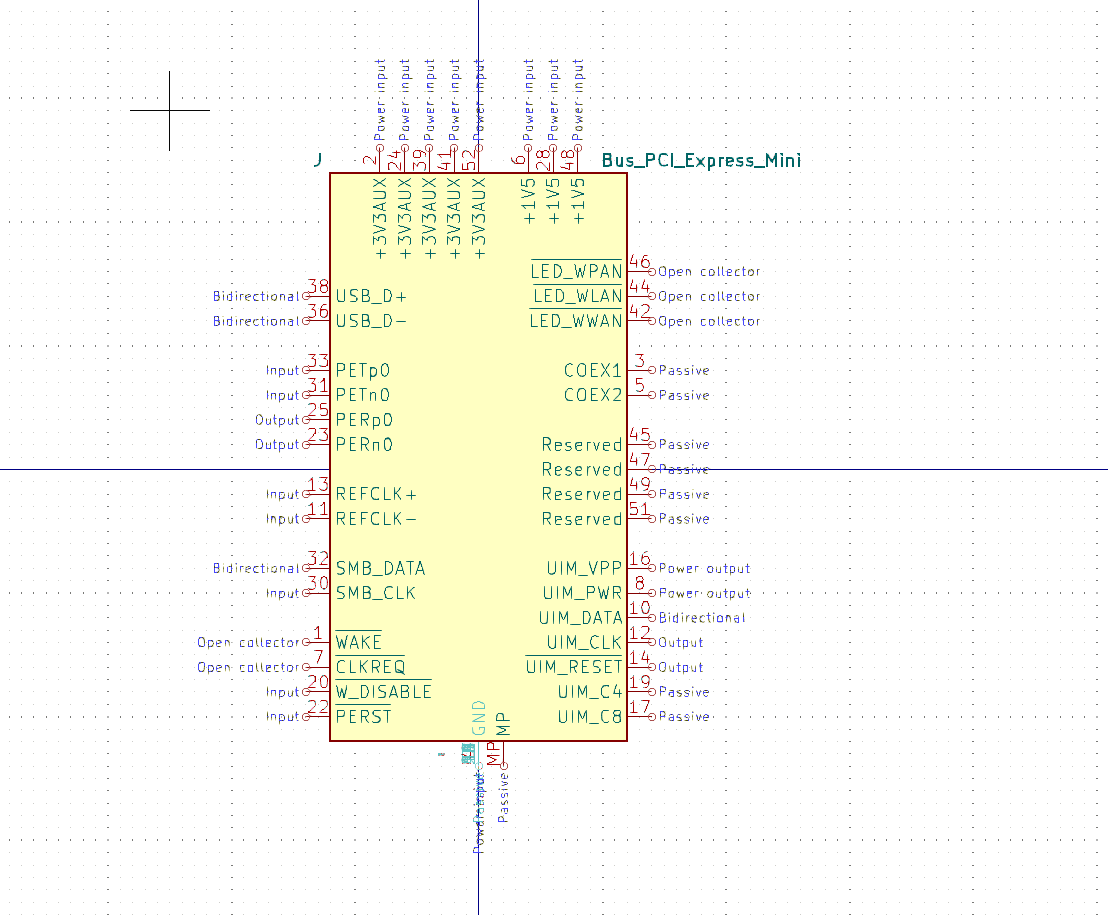 Power input Power input Power input Power input Power input Power input Power input Power input
J 2 24 39 41 52 6 28 48 Bus_PCI_Express_Mini
+3V3AUX +3V3AUX +3V3AUX +3V3AUX +3V3AUX +1V5 +1V5 +1V5
LED_WPAN 46 Open collector
Bidirectional 38 USB_D+ LED_WLAN 44 Open collector
Bidirectional 36 USB_D- LED_WWAN 42 Open collector
Input 33 PETp0 COEX1 3 Passive
Input 31 PETn0 COEX2 5 Passive
Output 25 PERp0
Output 23 PERn0 Reserved 45 Passive
Reserved 47 Passive
Input 13 REFCLK+ Reserved 49 Passive
Input 11 REFCLK- Reserved 51 Passive
Bidirectional 32 SMB_DATA UIM_VPP 16 Power output
Input 30 SMB_CLK UIM_PWR 8 Power output
UIM_DATA 10 Bidirectional
Open collector 1 WAKE UIM_CLK 12 Output
Open collector 7 CLKREQ UIM_RESET 14 Output
Input 20 W_DISABLE UIM_C4 19 Passive
Input 22 PERST UIM_C8 17 Passive
GND MP
MP
Passive